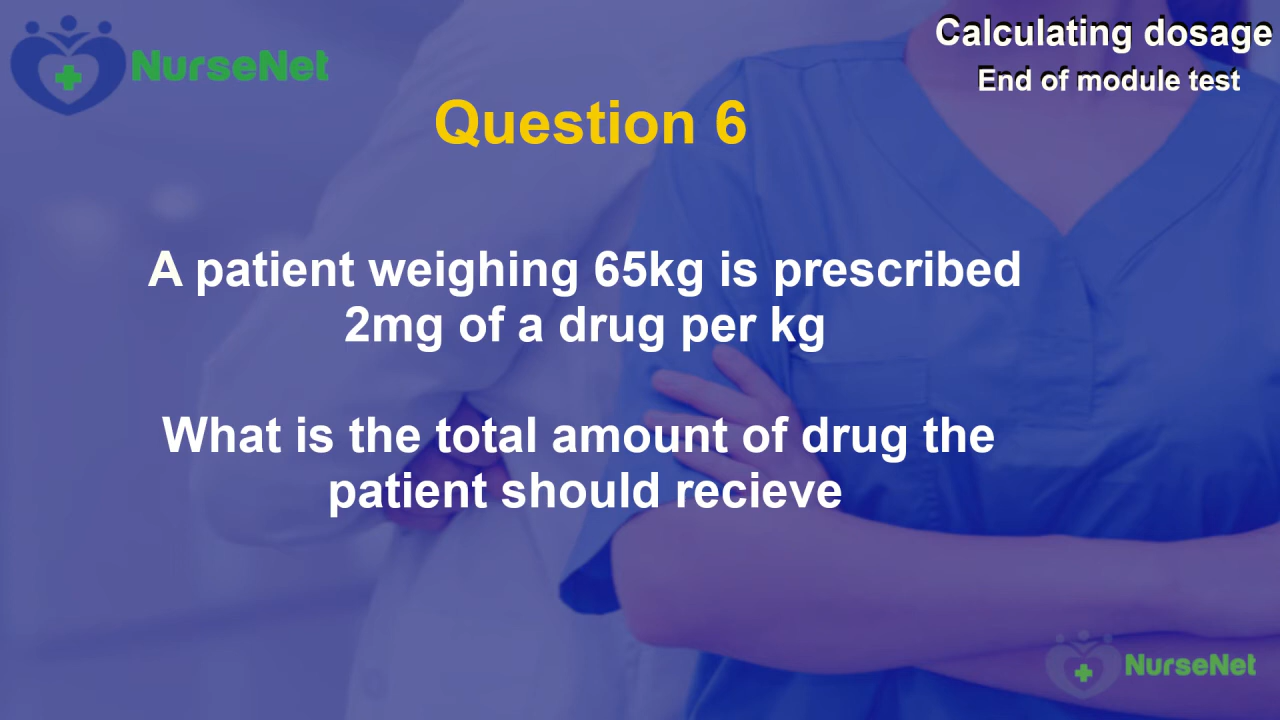 NurseNet
Calculating dosage
End of module test
Question 6
A patient weighing 65kg is prescribed
2mg of a drug per kg
What is the total amount of drug the
patient should recieve
NurseNet